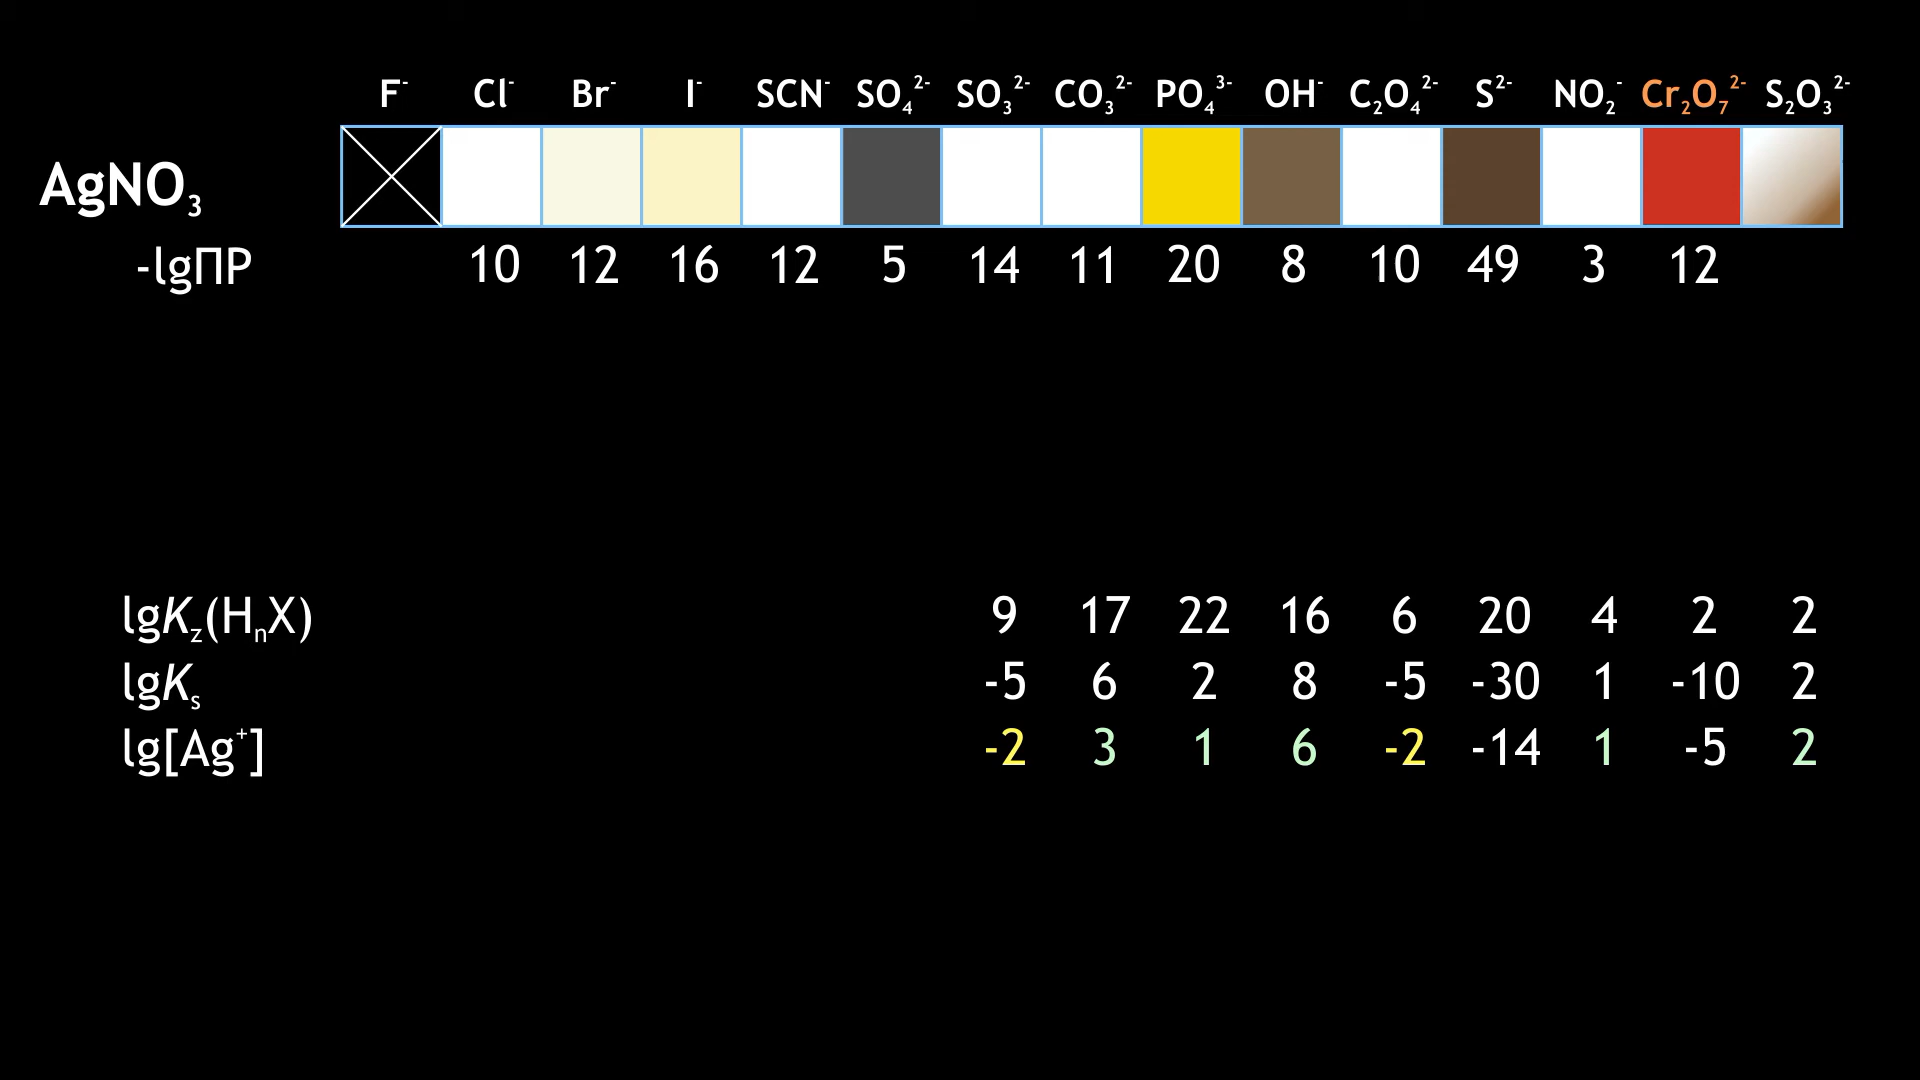 F⁻ Cl⁻ Br⁻ I⁻ SCN⁻ SO₄²⁻ SO₃²⁻ CO₃²⁻ PO₄³⁻ OH⁻ C₂O₄²⁻ S²⁻ NO₂⁻ Cr₂O₇²⁻ S₂O₃²⁻
AgNO₃
-lgПР 10 12 16 12 5 14 11 20 8 10 49 3 12
lgK_z(HₙX) 9 17 22 16 6 20 4 2 2
lgKₛ -5 6 2 8 -5 -30 1 -10 2
lg[Ag⁺] -2 3 1 6 -2 -14 1 -5 2